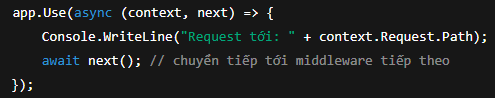 app.Use(async (context, next) => {
    Console.WriteLine("Request tới: " + context.Request.Path);
    await next(); // chuyển tiếp tới middleware tiếp theo
});